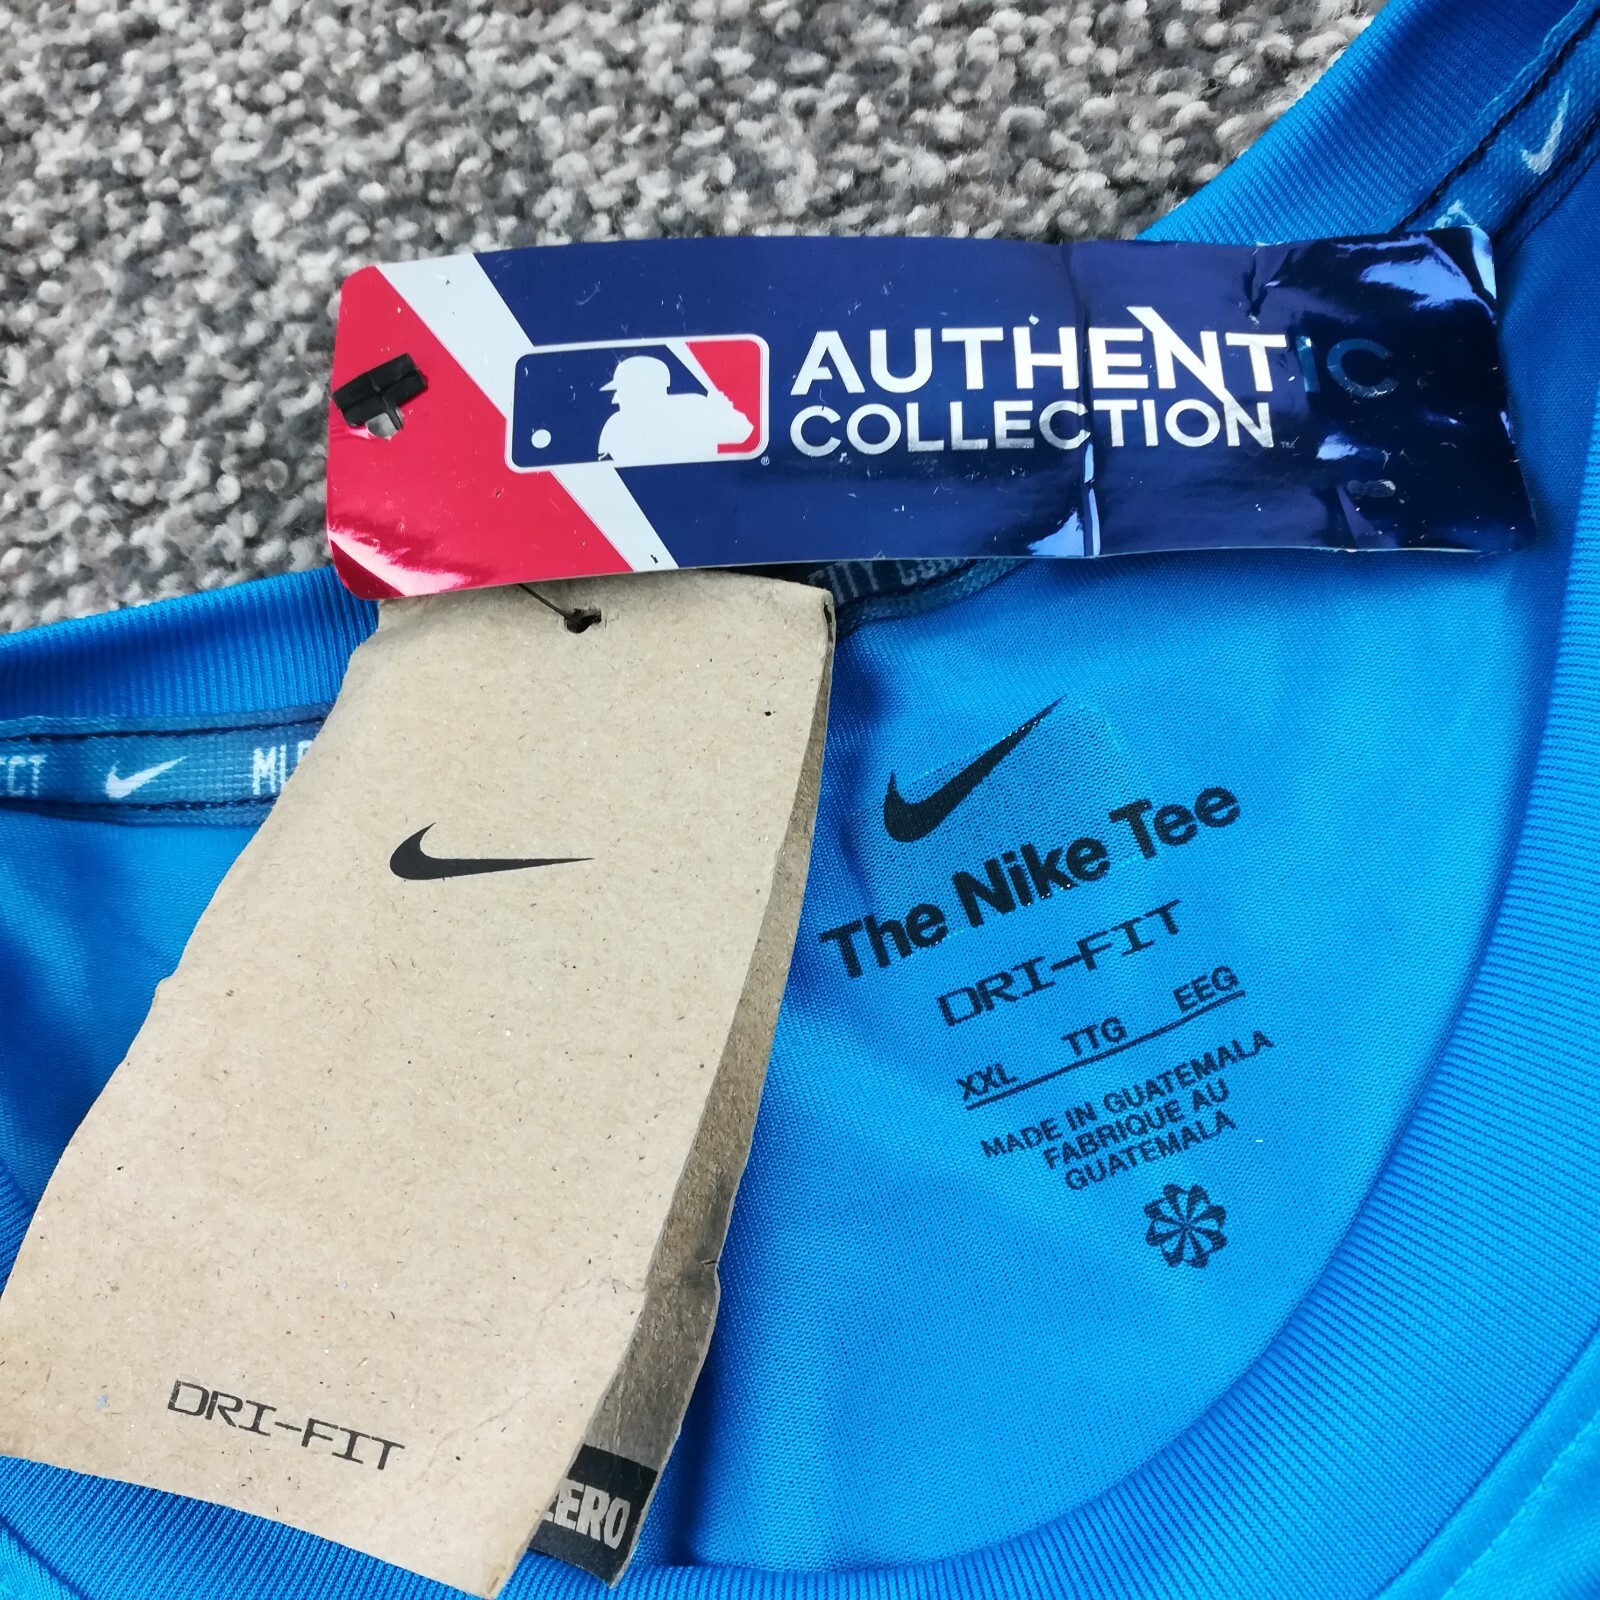 AUTHENTIC
COLLECTION
The Nike Tee
DRI-FIT
XXL TTG EEG
MADE IN GUATEMALA
FABRIQUE AU
GUATEMALA
DRI-FIT